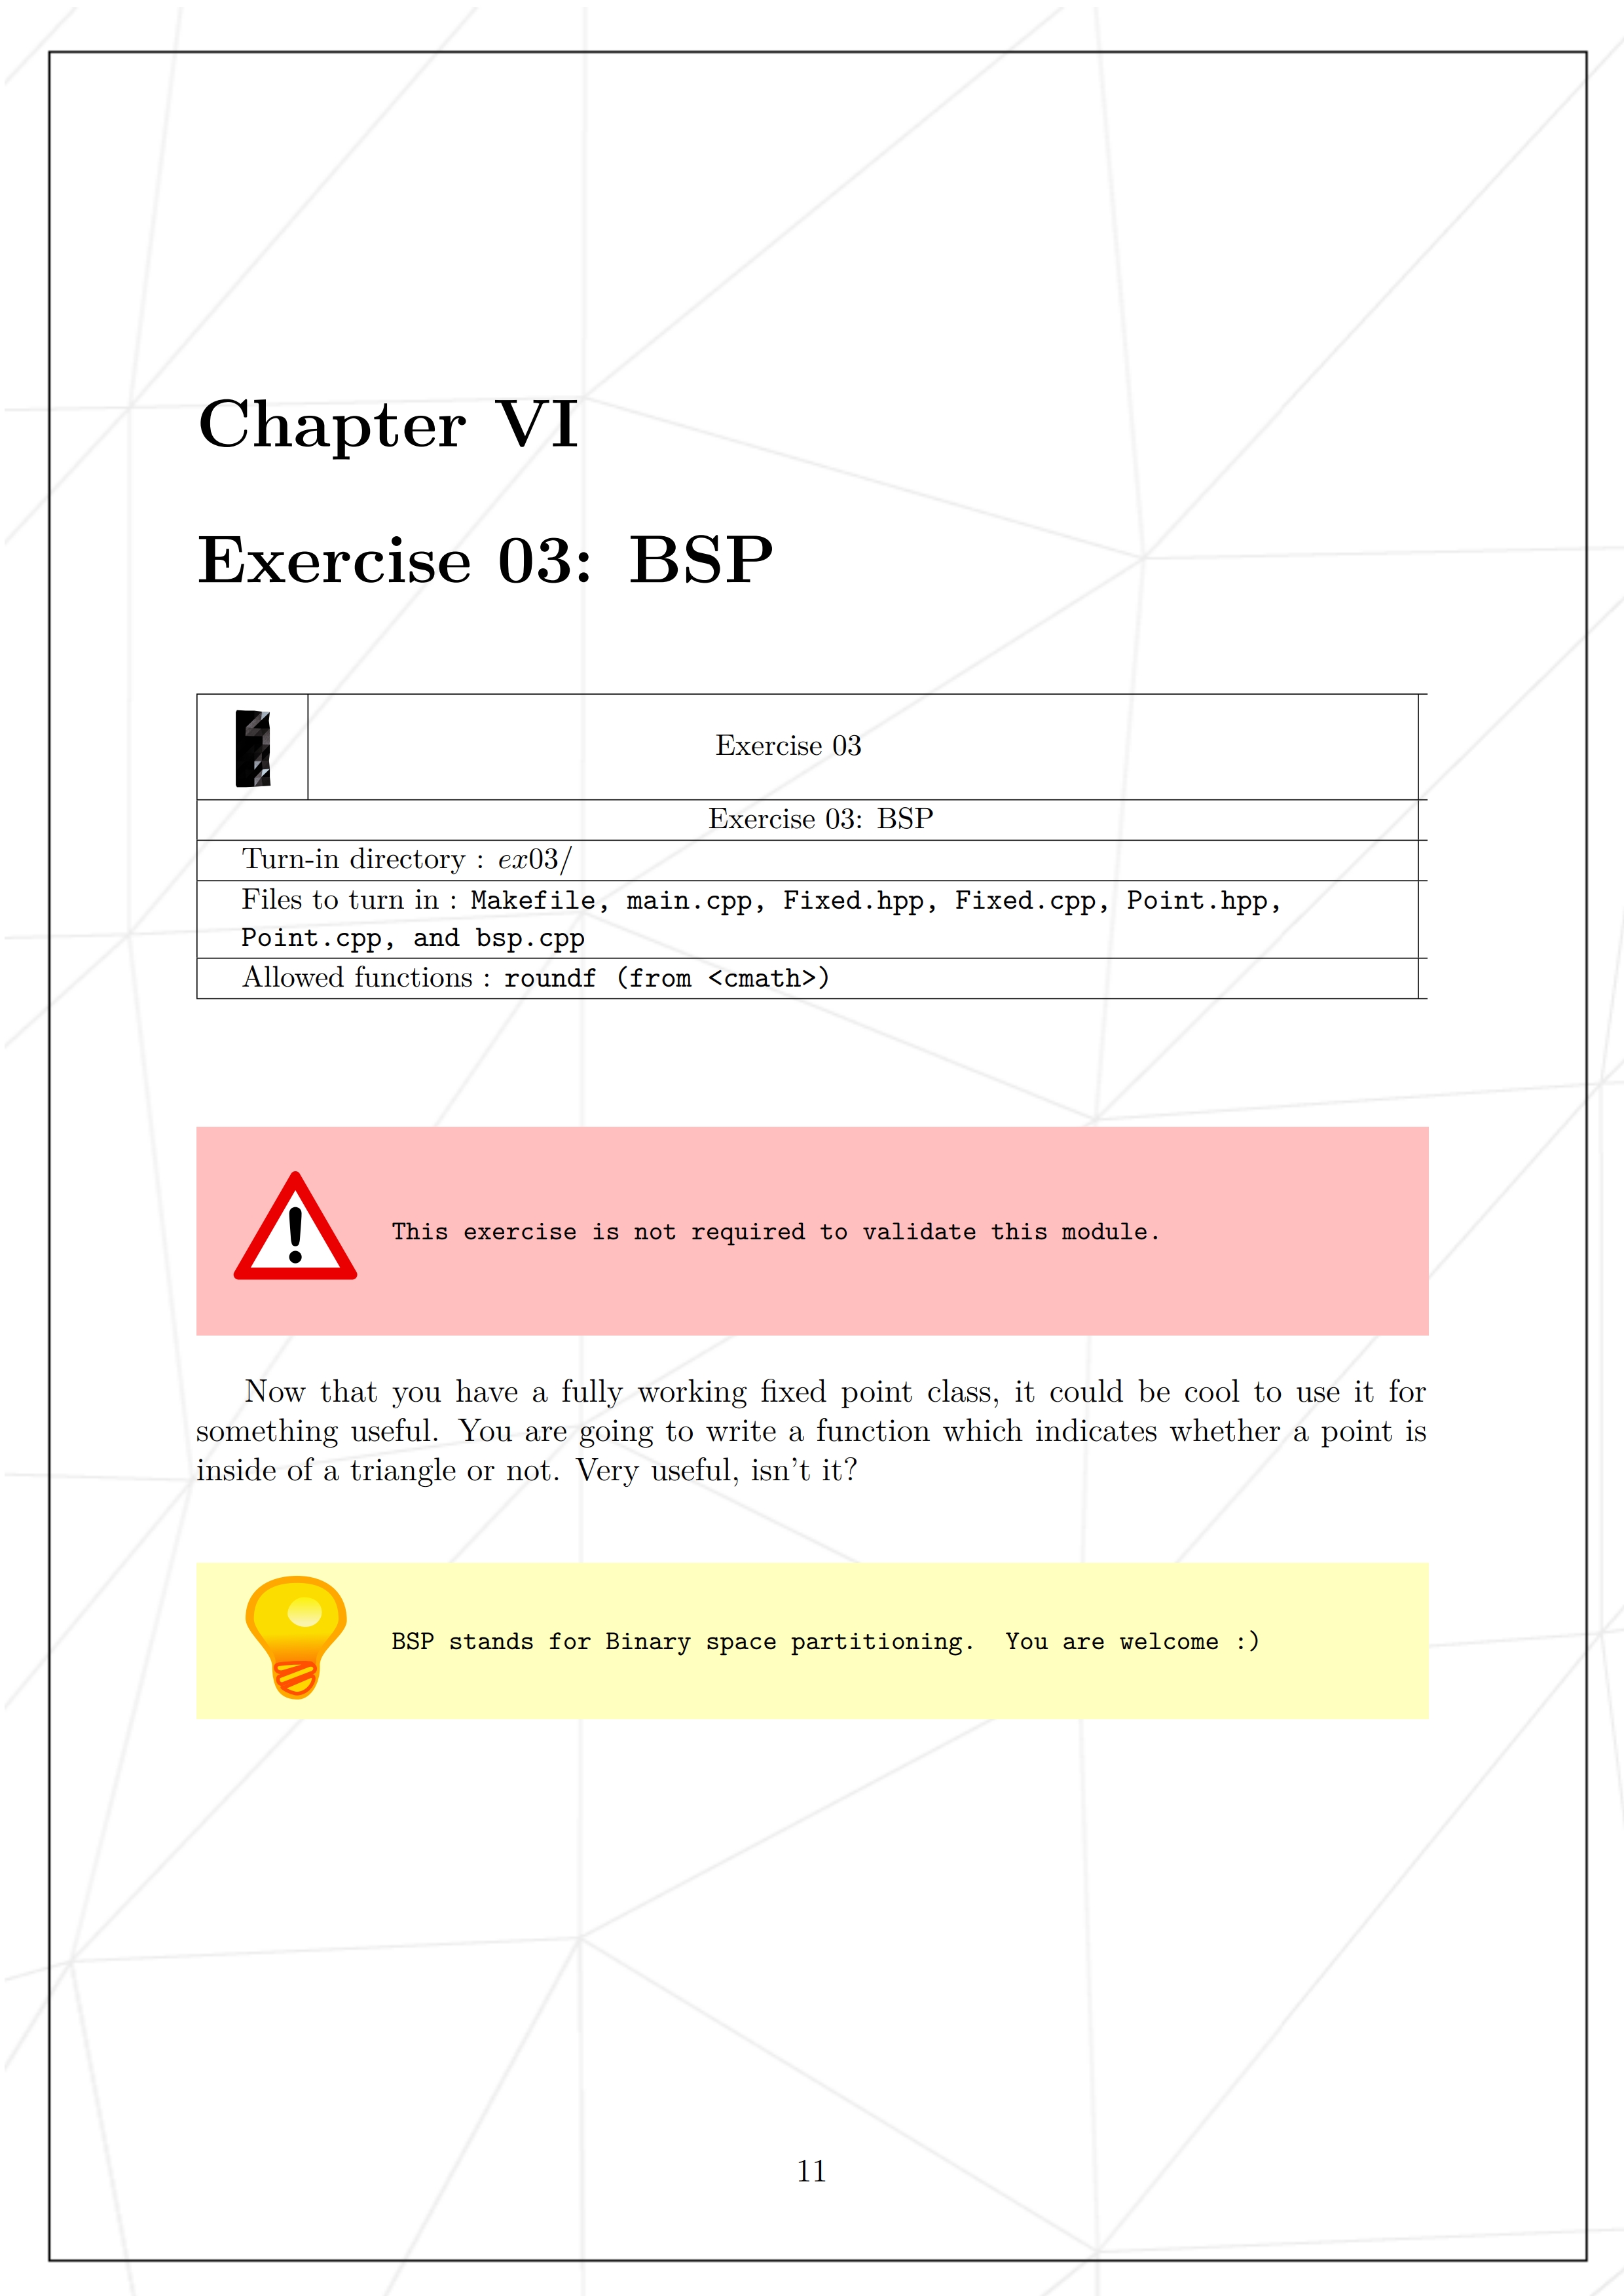 Chapter VI
Exercise 03: BSP
Exercise 03
Exercise 03: BSP
Turn-in directory : ex03/
Files to turn in : Makefile, main.cpp, Fixed.hpp, Fixed.cpp, Point.hpp,
Point.cpp, and bsp.cpp
Allowed functions : roundf (from <cmath>)
This exercise is not required to validate this module.
Now that you have a fully working fixed point class, it could be cool to use it for
something useful. You are going to write a function which indicates whether a point is
inside of a triangle or not. Very useful, isn't it?
BSP stands for Binary space partitioning. You are welcome :)
11